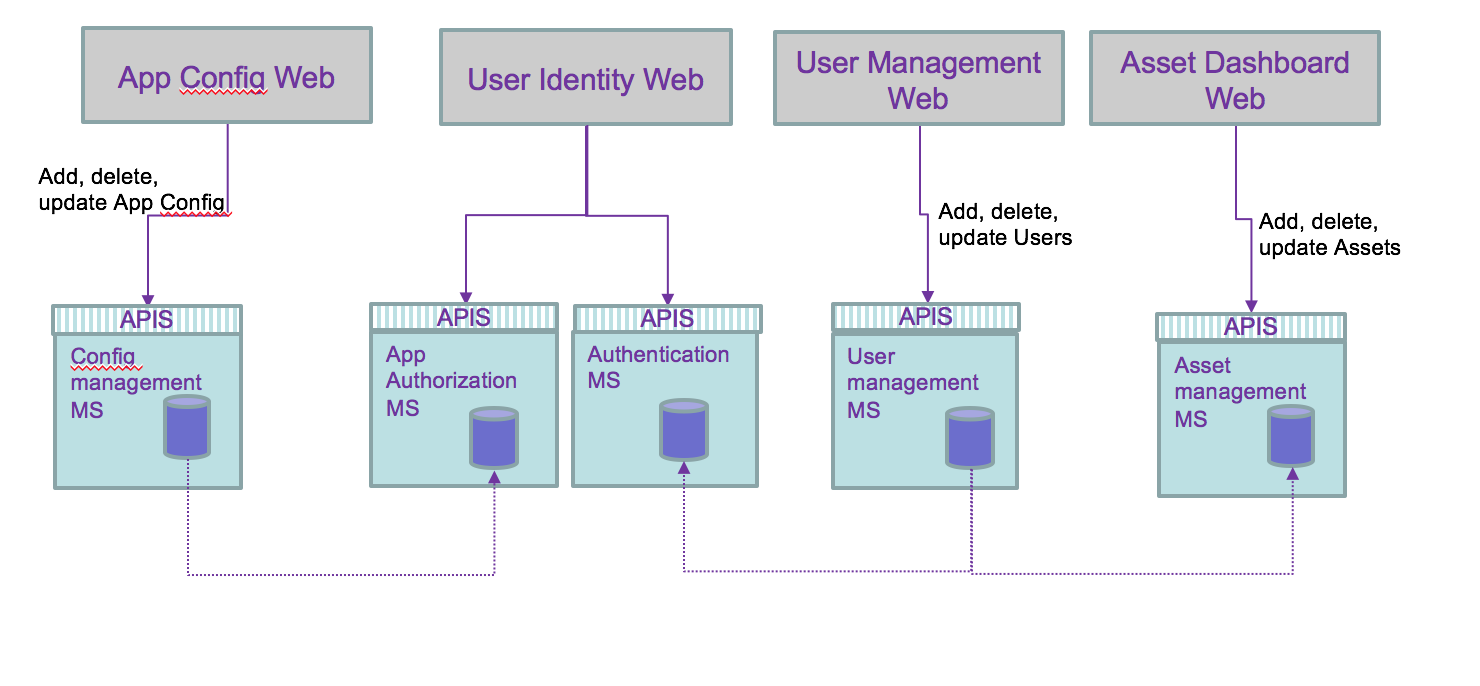 App Config Web
User Identity Web
User Management
Web
Asset Dashboard
Web
Add, delete,
update App Config
Add, delete,
update Users
Add, delete,
update Assets
APIS
Config
management
MS
APIS
App
Authorization
MS
APIS
Authentication
MS
APIS
User
management
MS
APIS
Asset
management
MS